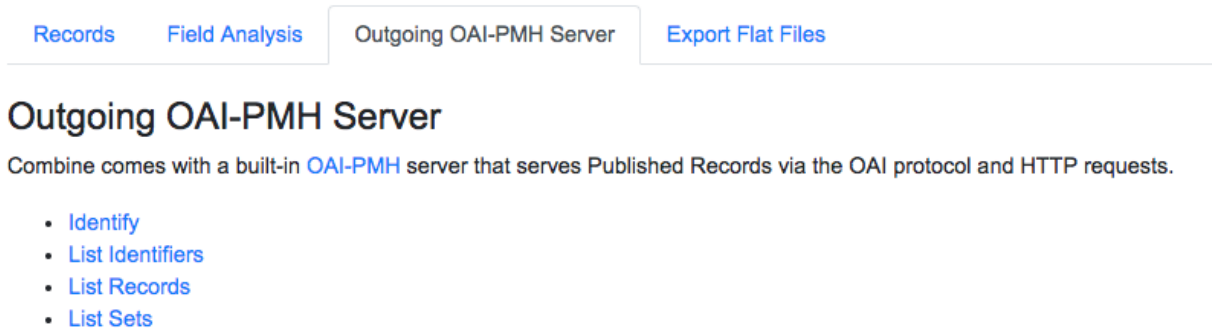 Records Field Analysis Outgoing OAI-PMH Server Export Flat Files
Outgoing OAI-PMH Server
Combine comes with a built-in OAI-PMH server that serves Published Records via the OAI protocol and HTTP requests.
• Identify
• List Identifiers
• List Records
• List Sets